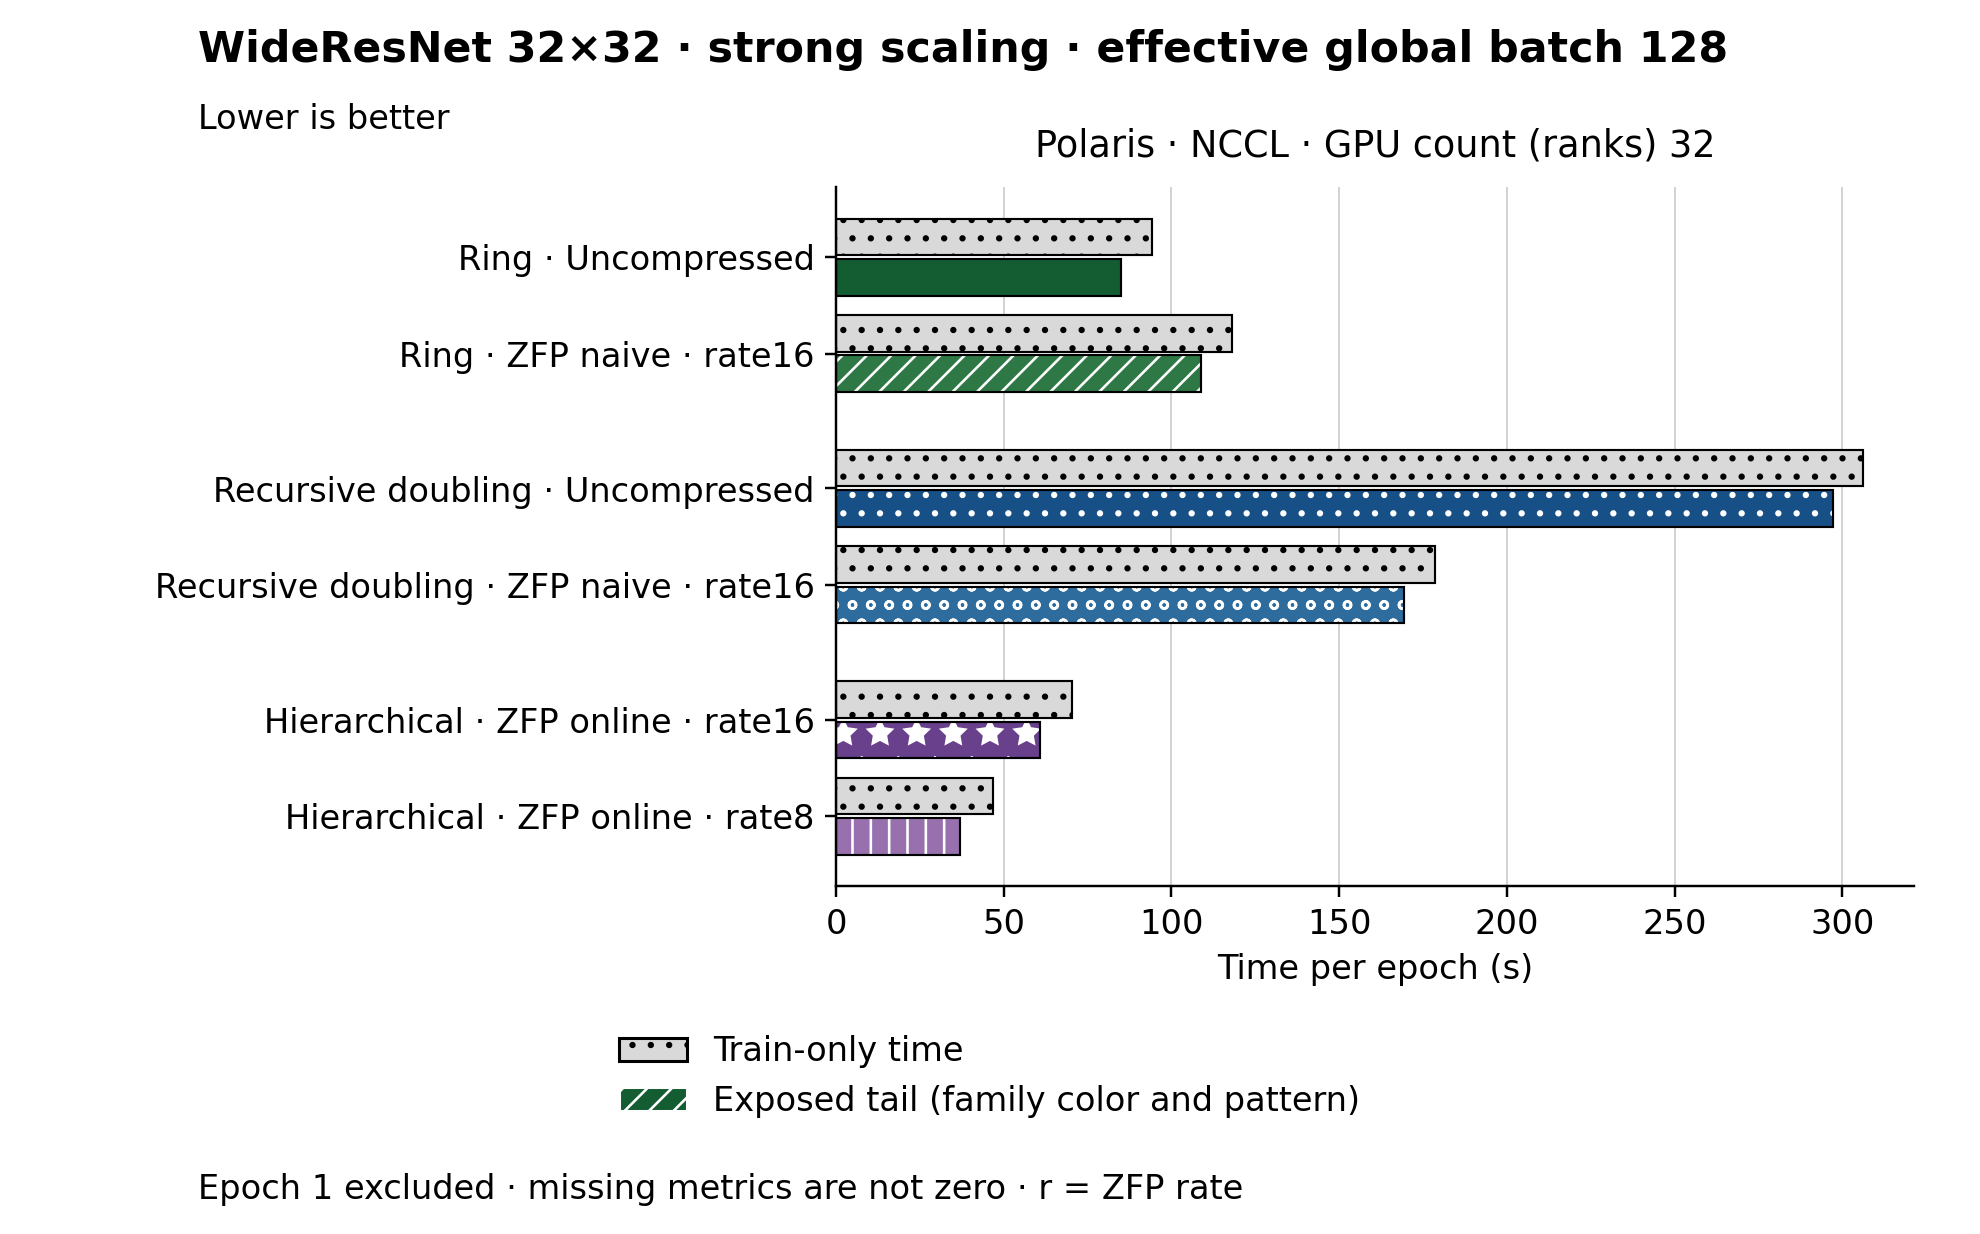 WideResNet 32×32 · strong scaling · effective global batch 128
Lower is better
Polaris · NCCL · GPU count (ranks) 32
Ring · Uncompressed
Ring · ZFP naive · rate16
Recursive doubling · Uncompressed
Recursive doubling · ZFP naive · rate16
Hierarchical · ZFP online · rate16
Hierarchical · ZFP online · rate8
0 50 100 150 200 250 300
Time per epoch (s)
Train-only time
Exposed tail (family color and pattern)
Epoch 1 excluded · missing metrics are not zero · r = ZFP rate